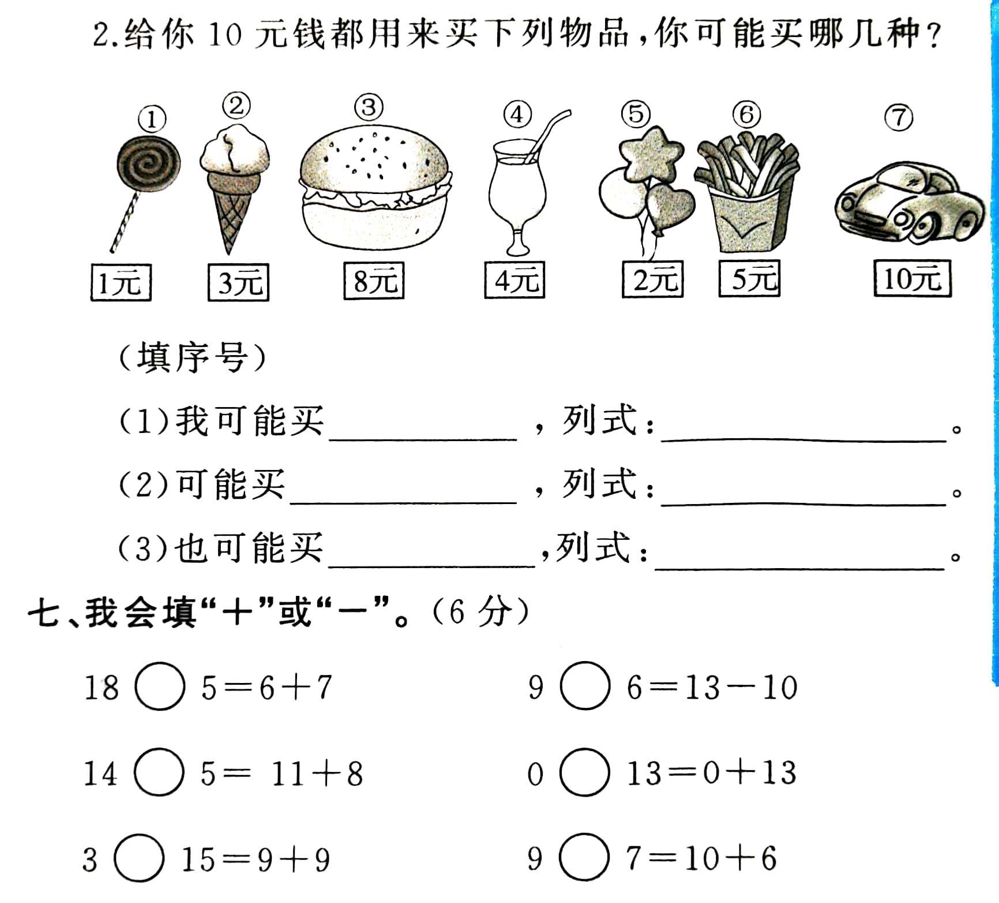 2.给你 10 元钱都用来买下列物品,你可能买哪几种?
① ② ③ ④ ⑤ ⑥ ⑦
1元 3元 8元 4元 2元 5元 10元
(填序号)
(1)我可能买________,列式:________。
(2)可能买________,列式:________。
(3)也可能买________,列式:________。
七、我会填“+”或“-”。(6 分)
18 ○ 5=6+7 9 ○ 6=13-10
14 ○ 5= 11+8 0 ○ 13=0+13
3 ○ 15=9+9 9 ○ 7=10+6